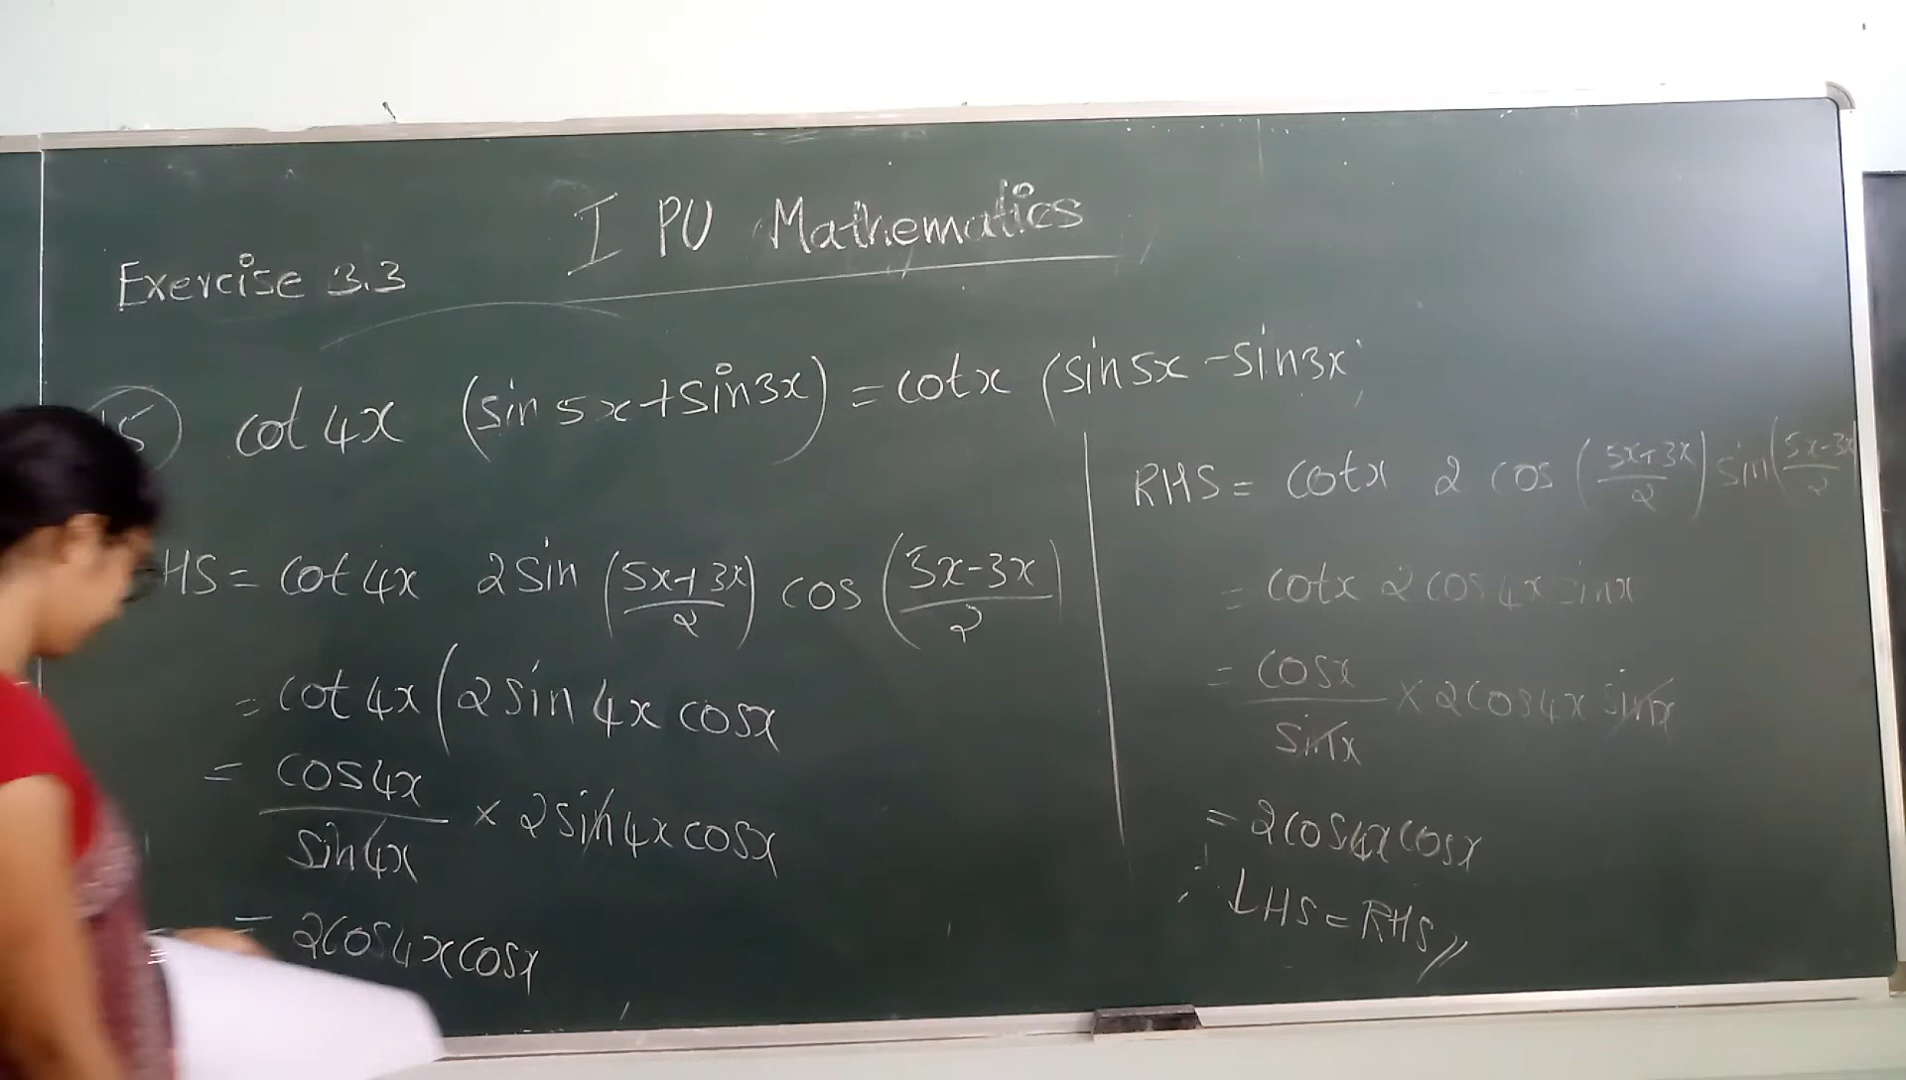 I PU Mathematics
Exercise 3.3
15 cot 4x (sin 5x + sin 3x) = cot x (sin 5x - sin 3x)
HS = cot 4x 2 sin (5x+3x/2) cos (5x-3x/2)
= cot 4x (2 sin 4x cos x
= cos 4x / sin 4x × 2 sin 4x cos x
= 2 cos 4x cos x
RHS = cot x 2 cos (5x+3x/2) sin (5x-3x/2
= cot x 2 cos 4x sin x
= cos x / sin x × 2 cos 4x sin x
= 2 cos 4x cos x
∴ LHS = RHS //